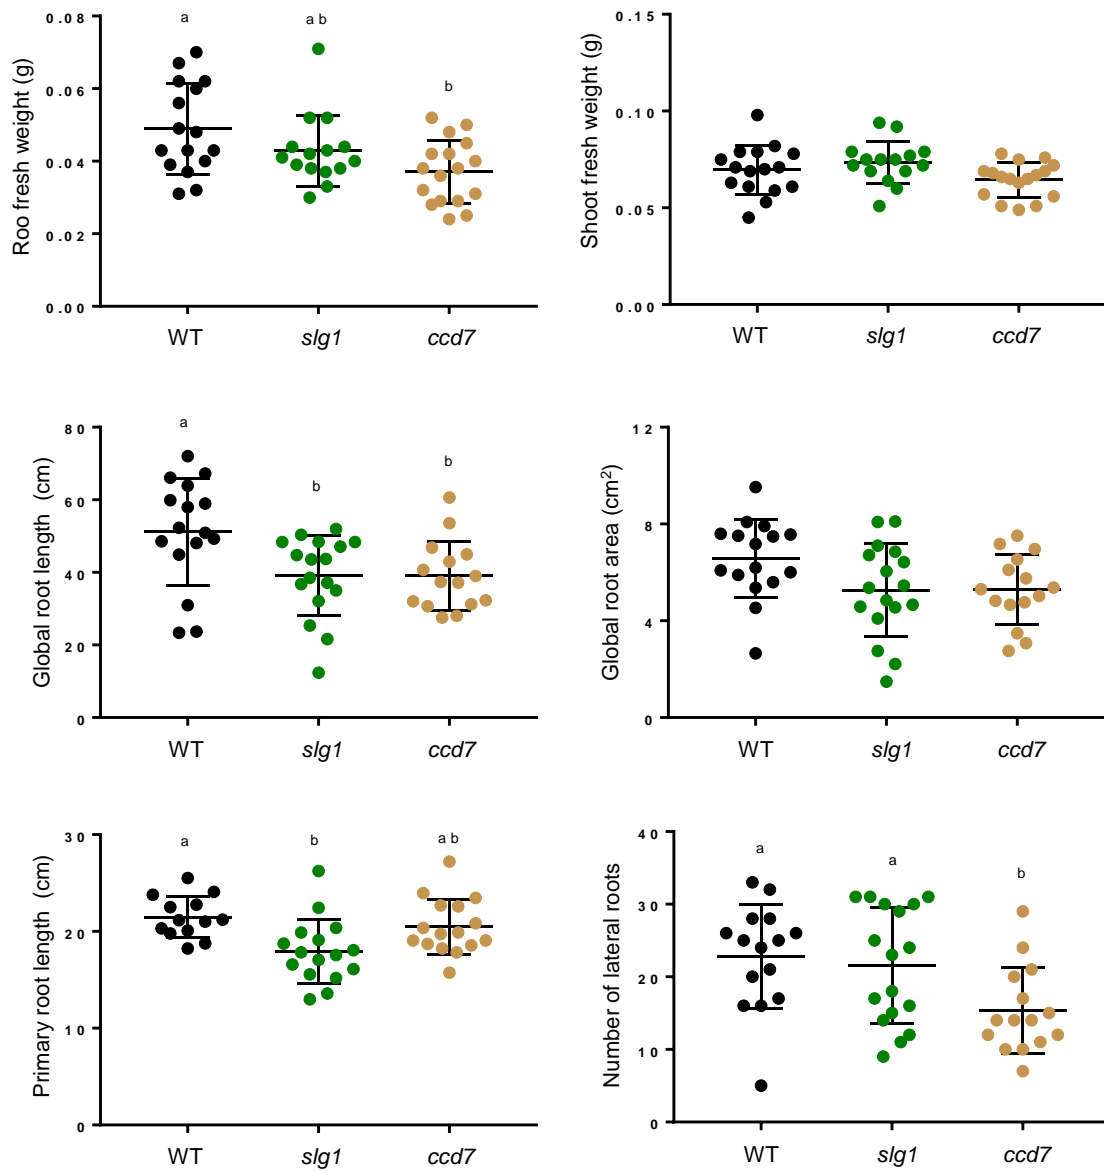 Roo fresh weight (g)
0.08
0.06
0.04
0.02
0.00
a
a b
b
WT
slg1
ccd7
Shoot fresh weight (g)
0.15
0.10
0.05
0.00
WT
slg1
ccd7
Global root length (cm)
80
60
40
20
0
a
b
b
WT
slg1
ccd7
Global root area (cm²)
12
8
4
0
WT
slg1
ccd7
Primary root length (cm)
30
20
10
0
a
b
a b
WT
slg1
ccd7
Number of lateral roots
40
30
20
10
0
a
a
b
WT
slg1
ccd7